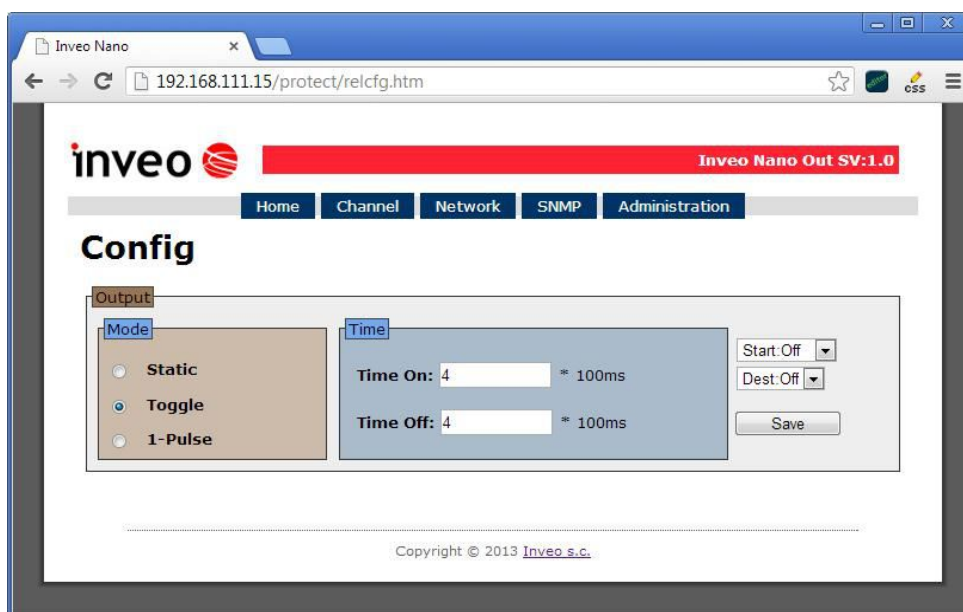 Inveo Nano
192.168.111.15/protect/relcfg.htm
css
inveo
Inveo Nano Out SV:1.0
Home Channel Network SNMP Administration
Config
Output
Mode
Static
Toggle
1-Pulse
Time
Time On: 4 * 100ms
Time Off: 4 * 100ms
Start:Off
Dest:Off
Save
Copyright © 2013 Inveo s.c.